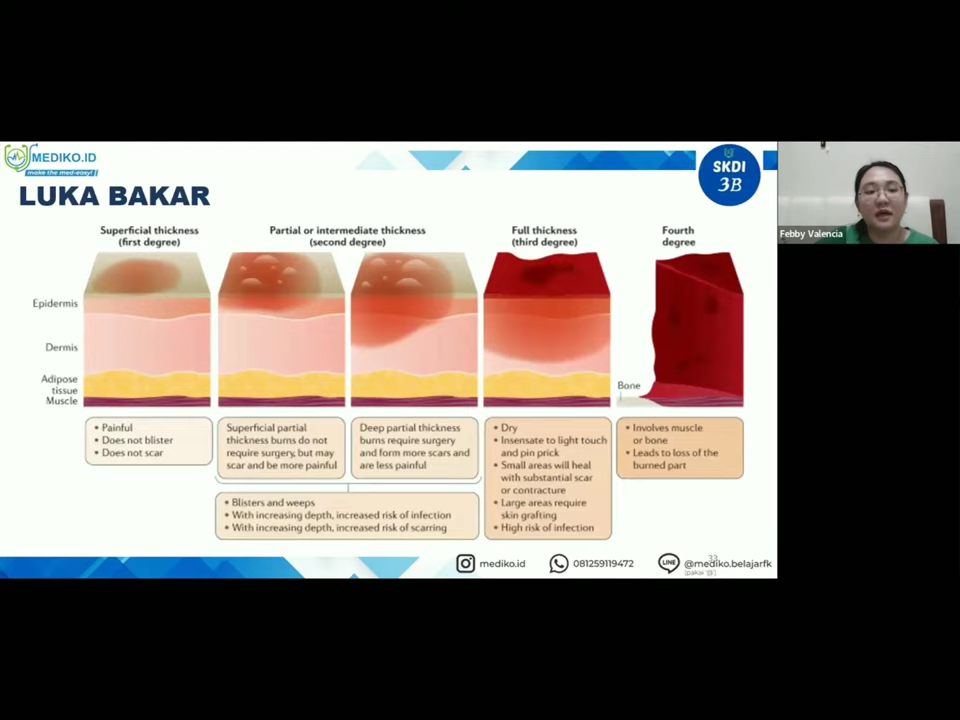 MEDIKO.ID
make the med-easy!
SKDI
3B
LUKA BAKAR
Febby Valencia
Superficial thickness
(first degree)
Partial or intermediate thickness
(second degree)
Full thickness
(third degree)
Fourth
degree
Epidermis
Dermis
Adipose
tissue
Muscle
Bone
• Painful
• Does not blister
• Does not scar
Superficial partial
thickness burns do not
require surgery, but may
scar and be more painful
Deep partial thickness
burns require surgery
and form more scars and
are less painful
• Blisters and weeps
• With increasing depth, increased risk of infection
• With increasing depth, increased risk of scarring
• Dry
• Insensate to light touch
and pin prick
• Small areas will heal
with substantial scar
or contracture
• Large areas require
skin grafting
• High risk of infection
• Involves muscle
or bone
• Leads to loss of the
burned part
mediko.id
081259119472
LINE
33
@mediko.belajarfk
(pakai '@')